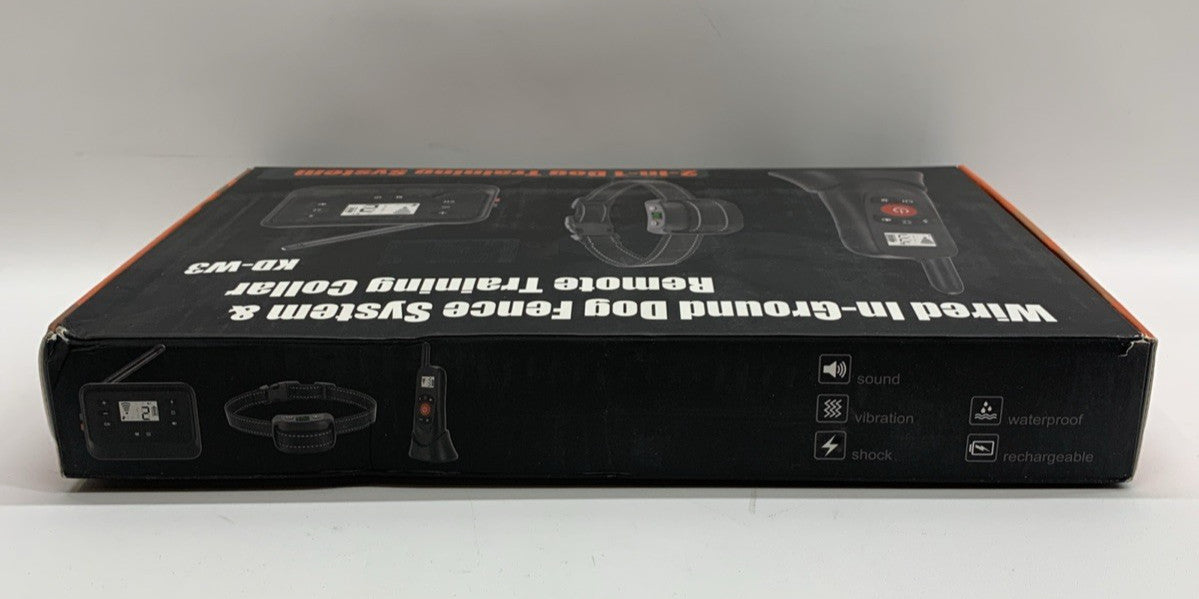 2-in-1 Dog Training System
Wired In-Ground Dog Fence System &
Remote Training Collar
KD-W3
sound
vibration
shock
waterproof
rechargeable